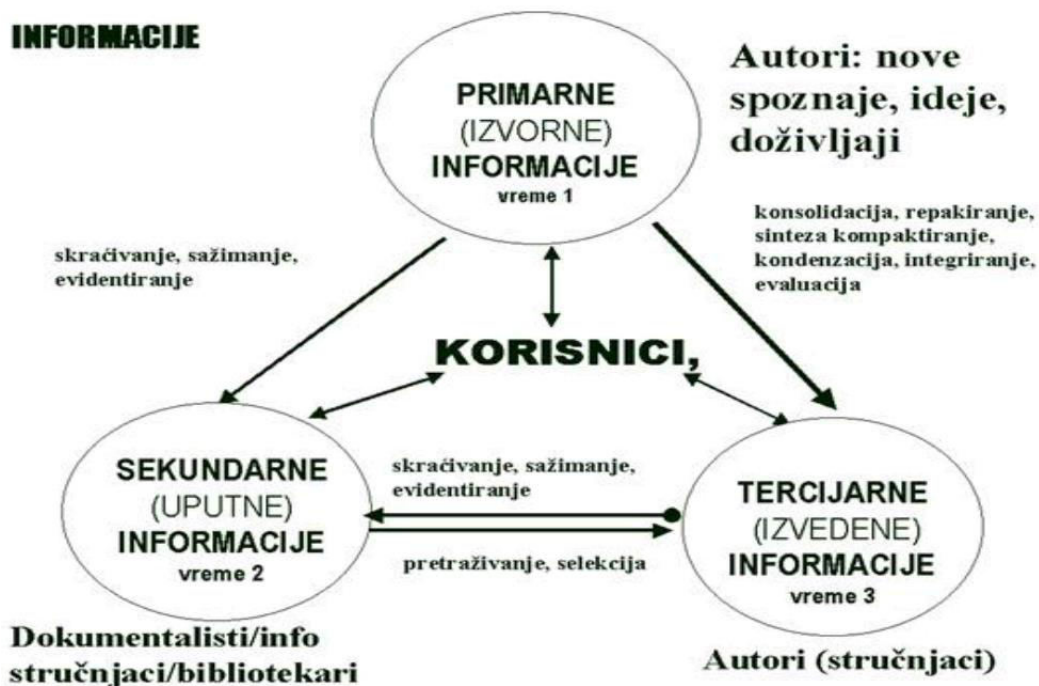 INFORMACIJE
PRIMARNE
(IZVORNE)
INFORMACIJE
vreme 1
Autori: nove
spoznaje, ideje,
doživljaji
skraćivanje, sažimanje,
evidentiranje
konsolidacija, repakiranje,
sinteza kompaktiranje,
kondenzacija, integriranje,
evaluacija
KORISNICI,
SEKUNDARNE
(UPUTNE)
INFORMACIJE
vreme 2
skraćivanje, sažimanje,
evidentiranje
pretraživanje, selekcija
TERCIJARNE
(IZVEDENE)
INFORMACIJE
vreme 3
Dokumentalisti/info
stručnjaci/bibliotekari
Autori (stručnjaci)